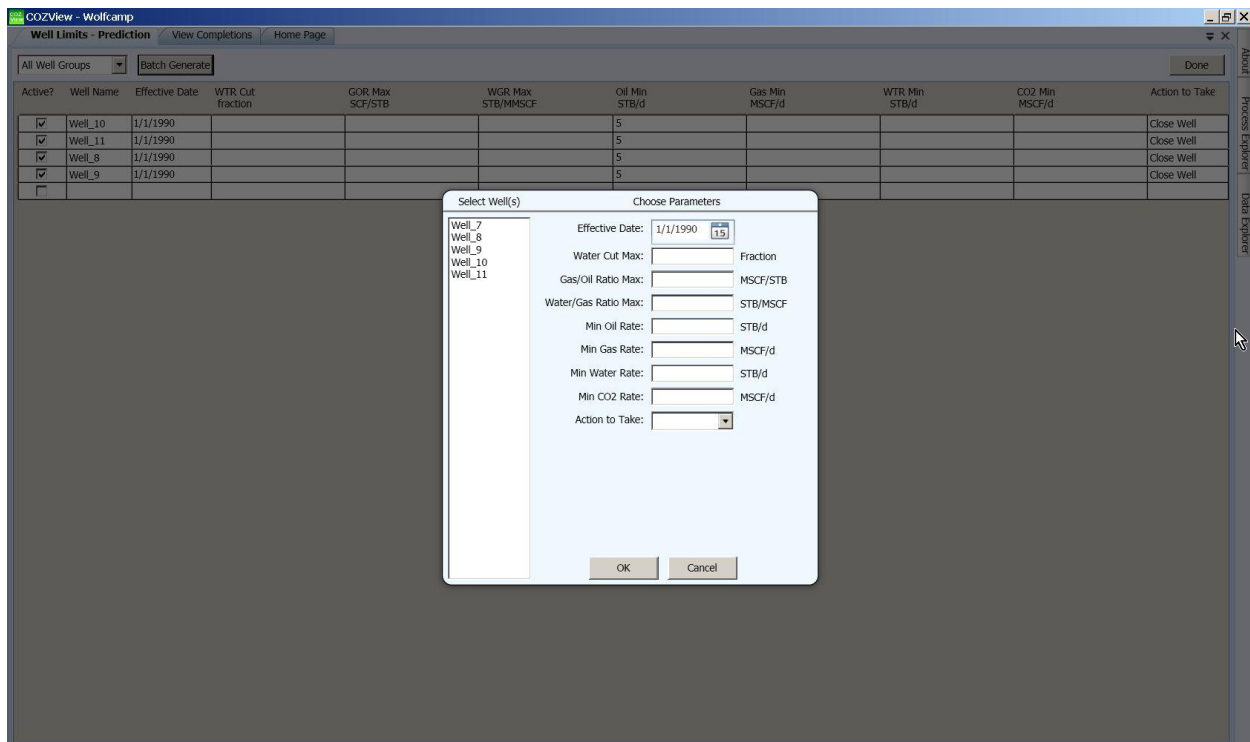 COZ View COZView - Wolfcamp
Well Limits - Prediction View Completions Home Page
All Well Groups Batch Generate Done
Active? Well Name Effective Date WTR Cut fraction GOR Max SCF/STB WGR Max STB/MMSCF Oil Min STB/d Gas Min MSCF/d WTR Min STB/d CO2 Min MSCF/d Action to Take
Well_10 1/1/1990 5 Close Well
Well_11 1/1/1990 5 Close Well
Well_8 1/1/1990 5 Close Well
Well_9 1/1/1990 5 Close Well
Select Well(s) Choose Parameters
Well_7
Well_8
Well_9
Well_10
Well_11
Effective Date: 1/1/1990 15
Water Cut Max: Fraction
Gas/Oil Ratio Max: MSCF/STB
Water/Gas Ratio Max: STB/MSCF
Min Oil Rate: STB/d
Min Gas Rate: MSCF/d
Min Water Rate: STB/d
Min CO2 Rate: MSCF/d
Action to Take:
OK Cancel
About
Process Explorer
Data Explorer